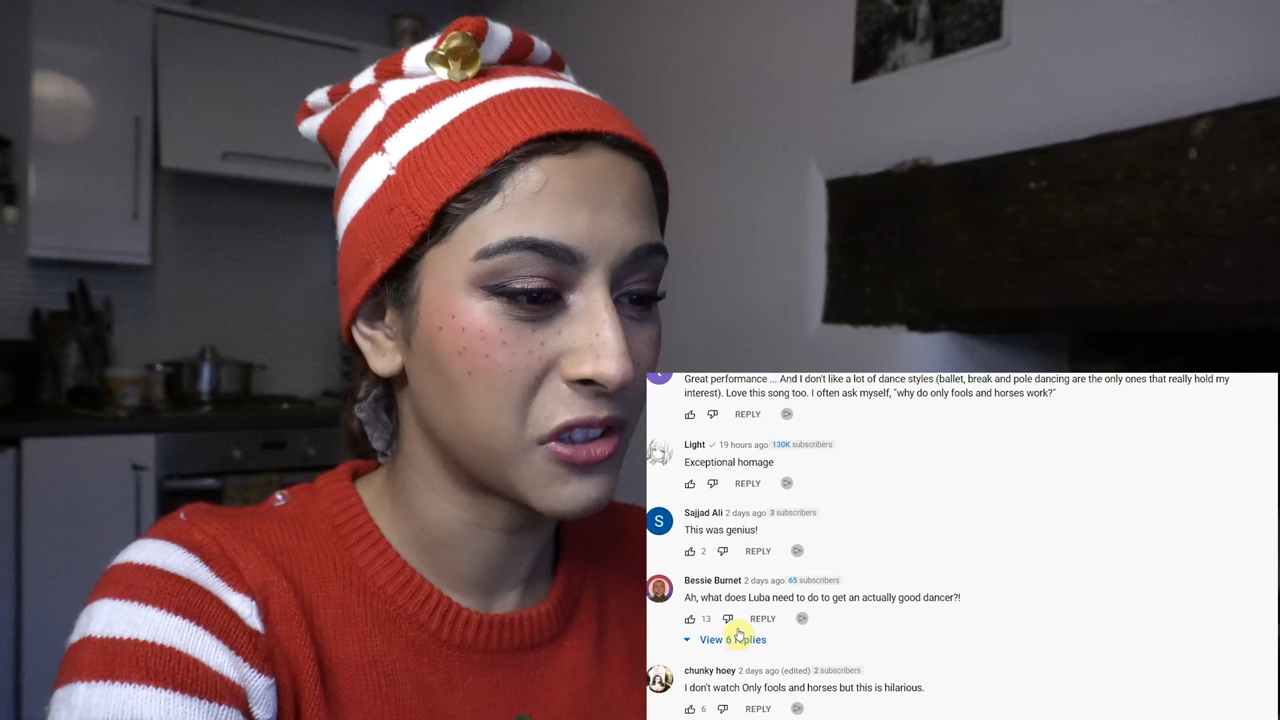 Great performance ... And I don't like a lot of dance styles (ballet, break and pole dancing are the only ones that really hold my
interest). Love this song too. I often ask myself, "why do only fools and horses work?"
REPLY
Light 19 hours ago 130K subscribers
Exceptional homage
REPLY
S
Sajjad Ali 2 days ago 3 subscribers
This was genius!
2 REPLY
Bessie Burnet 2 days ago 65 subscribers
Ah, what does Luba need to do to get an actually good dancer?!
13 REPLY
View 6 replies
chunky hoey 2 days ago (edited) 2 subscribers
I don't watch Only fools and horses but this is hilarious.
6 REPLY